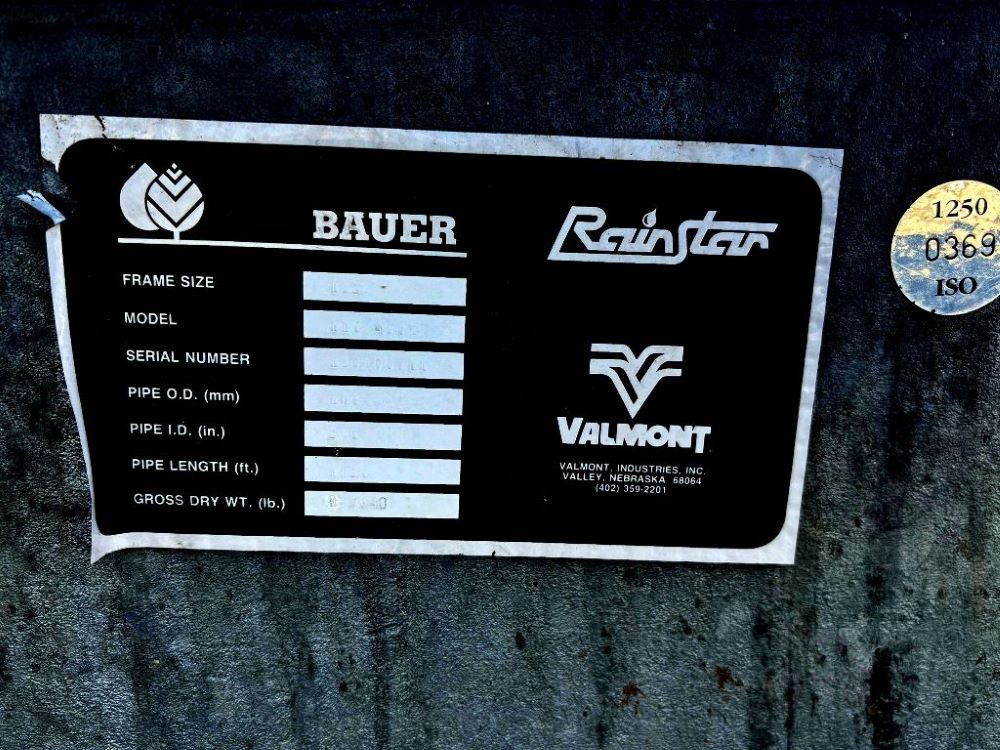 BAUER
RainStar
FRAME SIZE
MODEL
SERIAL NUMBER
PIPE O.D. (mm)
PIPE I.D. (in.)
PIPE LENGTH (ft.)
GROSS DRY WT. (lb.)
VALMONT
VALMONT, INDUSTRIES, INC.
VALLEY, NEBRASKA 68064
(402) 359-2201
1250
0369
ISO